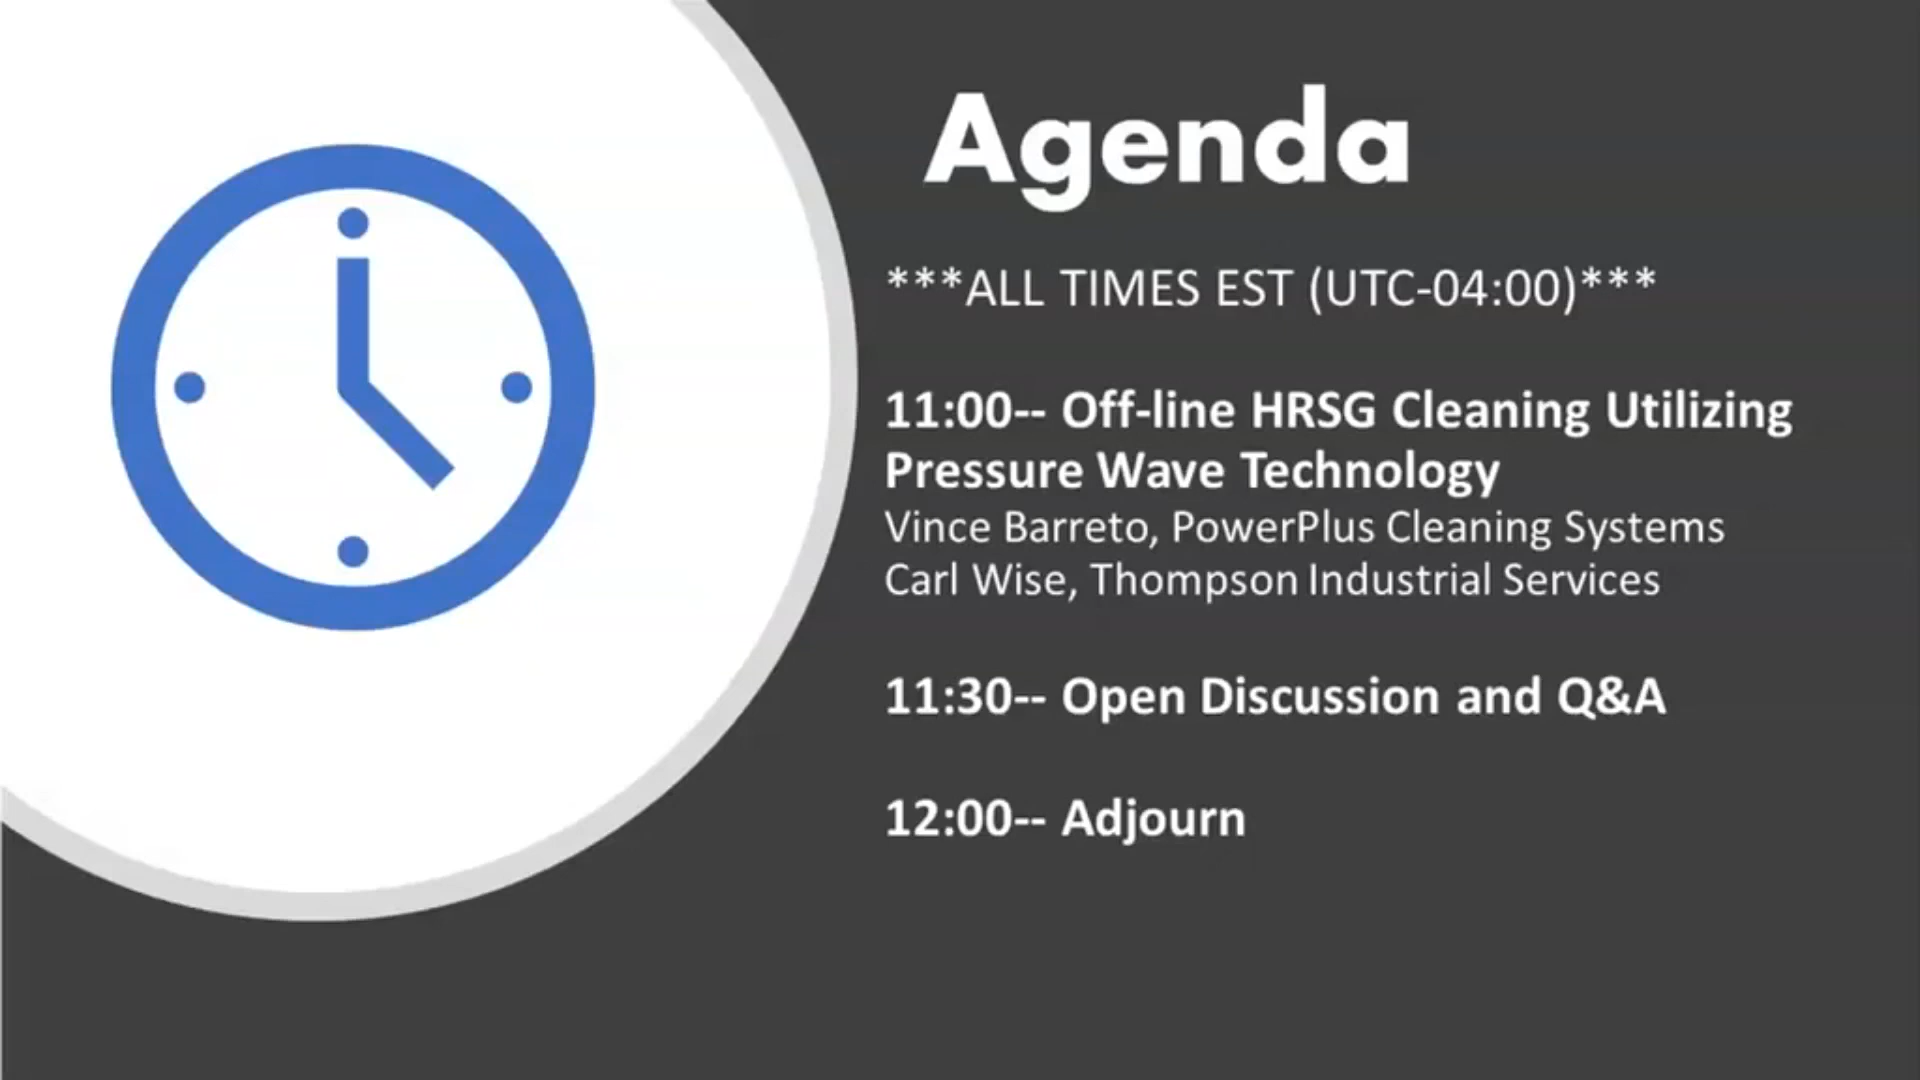 Agenda
***ALL TIMES EST (UTC-04:00)***
11:00-- Off-line HRSG Cleaning Utilizing
Pressure Wave Technology
Vince Barreto, PowerPlus Cleaning Systems
Carl Wise, Thompson Industrial Services
11:30-- Open Discussion and Q&A
12:00-- Adjourn